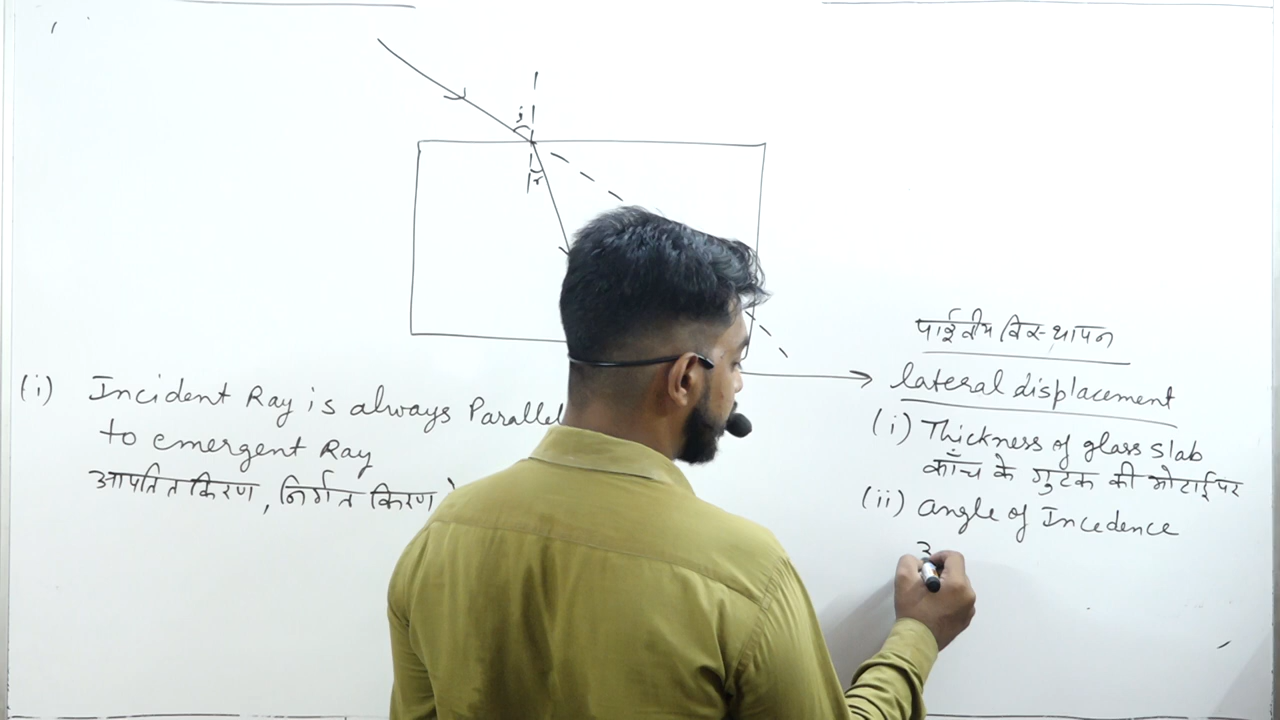 i
r
(i) Incident Ray is always Parallel
to emergent Ray
आपतित किरण, निर्गत किरण
पार्श्वीय विस्थापन
lateral displacement
(i) Thickness of glass slab
काँच के गुटके की मोटाई पर
(ii) angle of Incedence